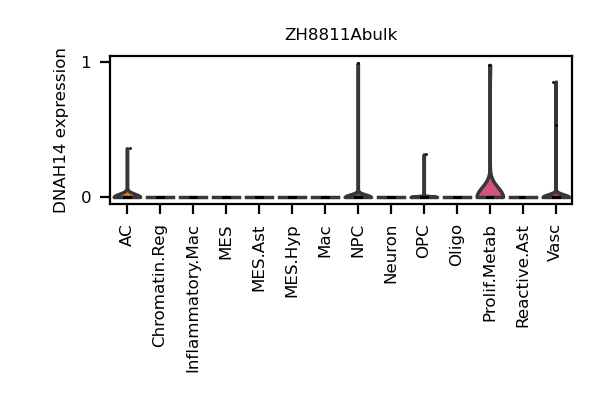 ZH8811Abulk
DNAH14 expression
1
0
AC
Chromatin.Reg
Inflammatory.Mac
MES
MES.Ast
MES.Hyp
Mac
NPC
Neuron
OPC
Oligo
Prolif.Metab
Reactive.Ast
Vasc